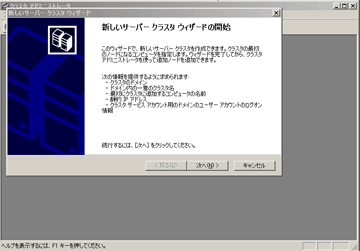 クラスタ アドミニストレータ
新しいサーバー クラスタ ウィザード
新しいサーバー クラスタ ウィザードの開始
このウィザードで、新しいサーバー クラスタを作成できます。クラスタの最初
のノードになるコンピュータを指定します。ウィザードを完了してから、クラスタ
アドミニストレータを使って追加ノードを追加できます。
次の情報を提供するように求められます:
- クラスタのドメイン
- ドメイン内の一意のクラスタ名
- 最初にクラスタに追加するコンピュータの名前
- 静的 IP アドレス
- クラスタ サービス アカウント用のドメインのユーザー アカウントのログオン
情報
続行するには、[次へ] をクリックしてください。
< 戻る(B)
次へ(N) >
キャンセル
ヘルプを表示するには、F1 キーを押してください。